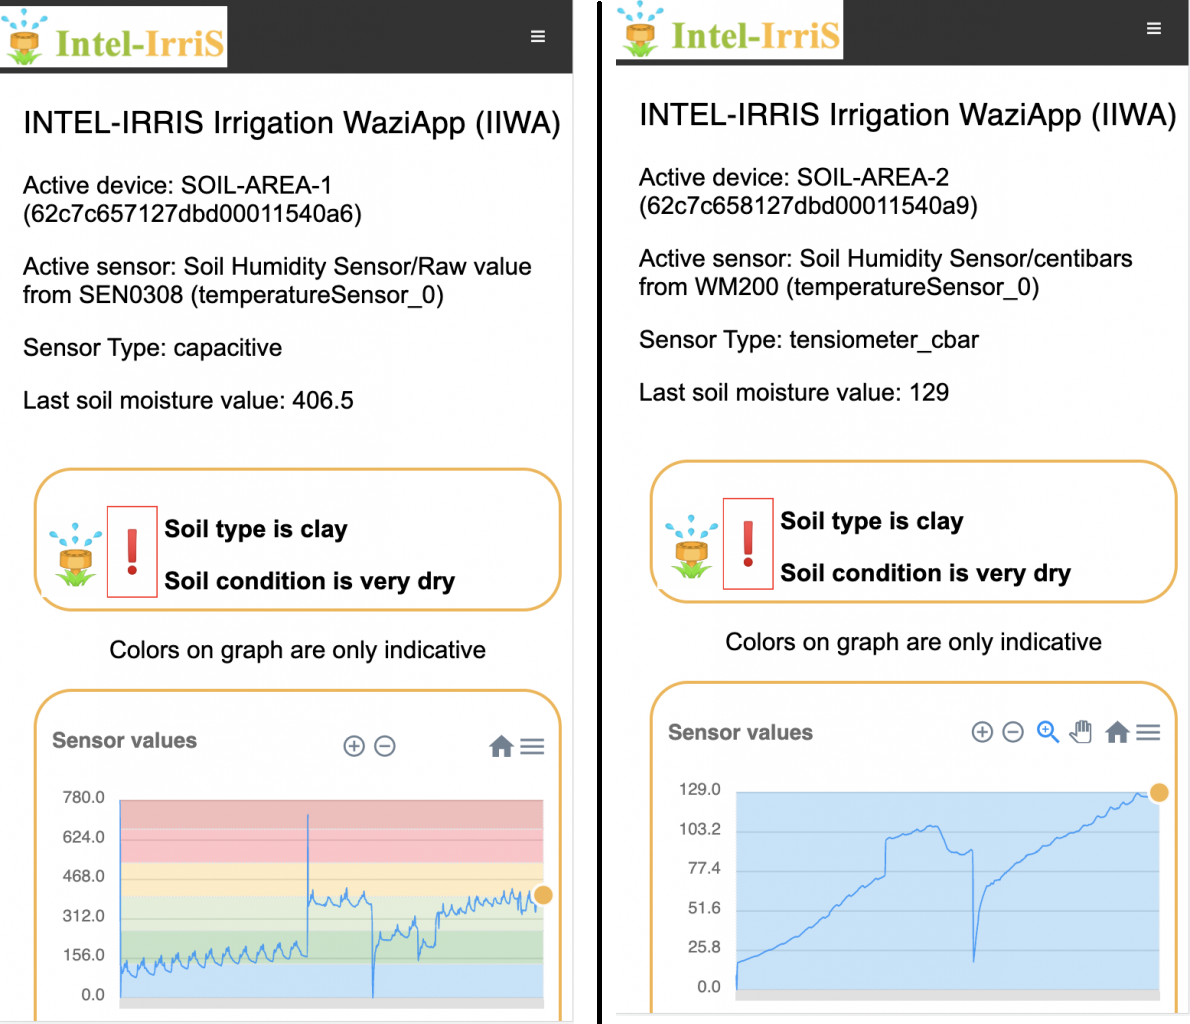 Intel-IrriS
INTEL-IRRIS Irrigation WaziApp (IIWA)
Active device: SOIL-AREA-1
(62c7c657127dbd00011540a6)
Active sensor: Soil Humidity Sensor/Raw value
from SEN0308 (temperatureSensor_0)
Sensor Type: capacitive
Last soil moisture value: 406.5
Soil type is clay
Soil condition is very dry
Colors on graph are only indicative
Sensor values
780.0
624.0
468.0
312.0
156.0
0.0
Intel-IrriS
INTEL-IRRIS Irrigation WaziApp (IIWA)
Active device: SOIL-AREA-2
(62c7c658127dbd00011540a9)
Active sensor: Soil Humidity Sensor/centibars
from WM200 (temperatureSensor_0)
Sensor Type: tensiometer_cbar
Last soil moisture value: 129
Soil type is clay
Soil condition is very dry
Colors on graph are only indicative
Sensor values
129.0
103.2
77.4
51.6
25.8
0.0